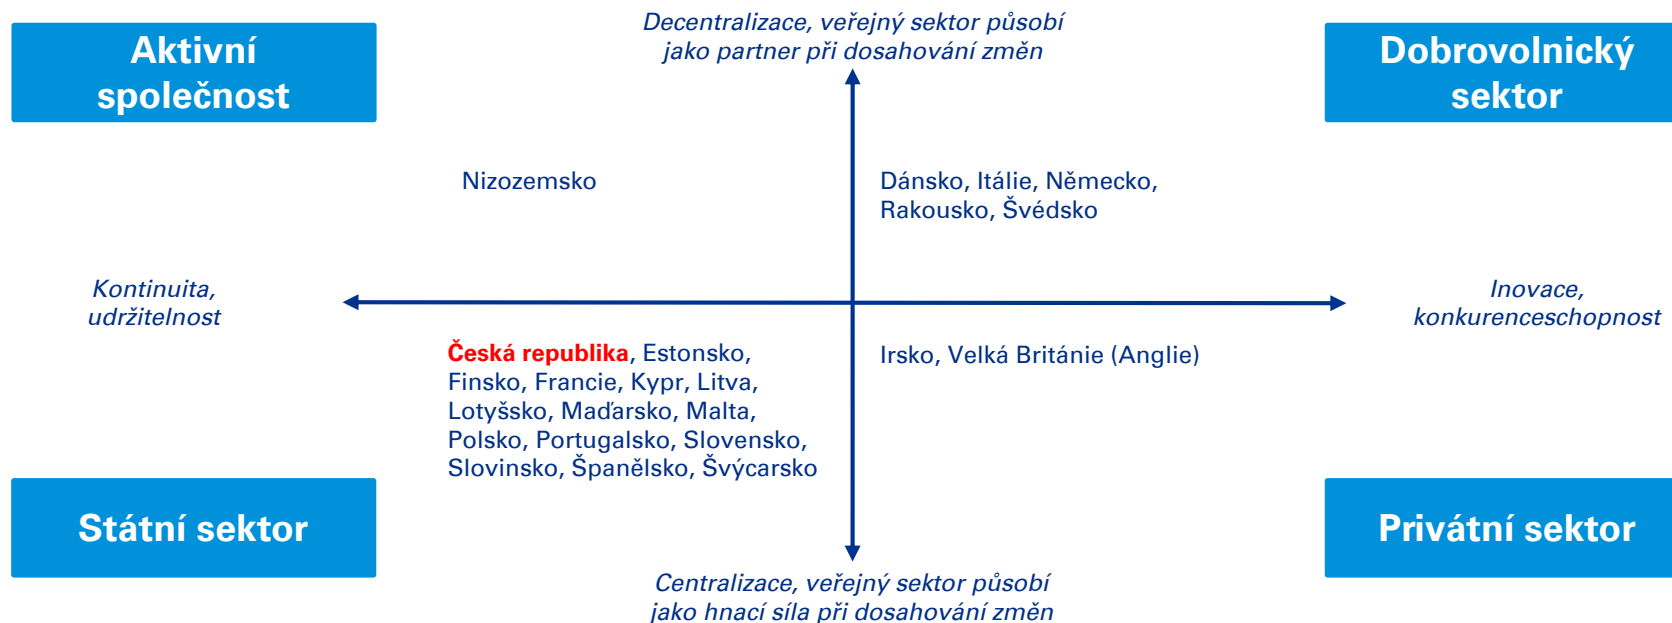 Decentralizace, veřejný sektor působí
jako partner při dosahování změn
Aktivní
společnost
Dobrovolnický
sektor
Nizozemsko
Dánsko, Itálie, Německo,
Rakousko, Švédsko
Kontinuita,
udržitelnost
Inovace,
konkurenceschopnost
Česká republika, Estonsko,
Finsko, Francie, Kypr, Litva,
Lotyšsko, Maďarsko, Malta,
Polsko, Portugalsko, Slovensko,
Slovinsko, Španělsko, Švýcarsko
Irsko, Velká Británie (Anglie)
Státní sektor
Privátní sektor
Centralizace, veřejný sektor působí
jako hnací síla při dosahování změn